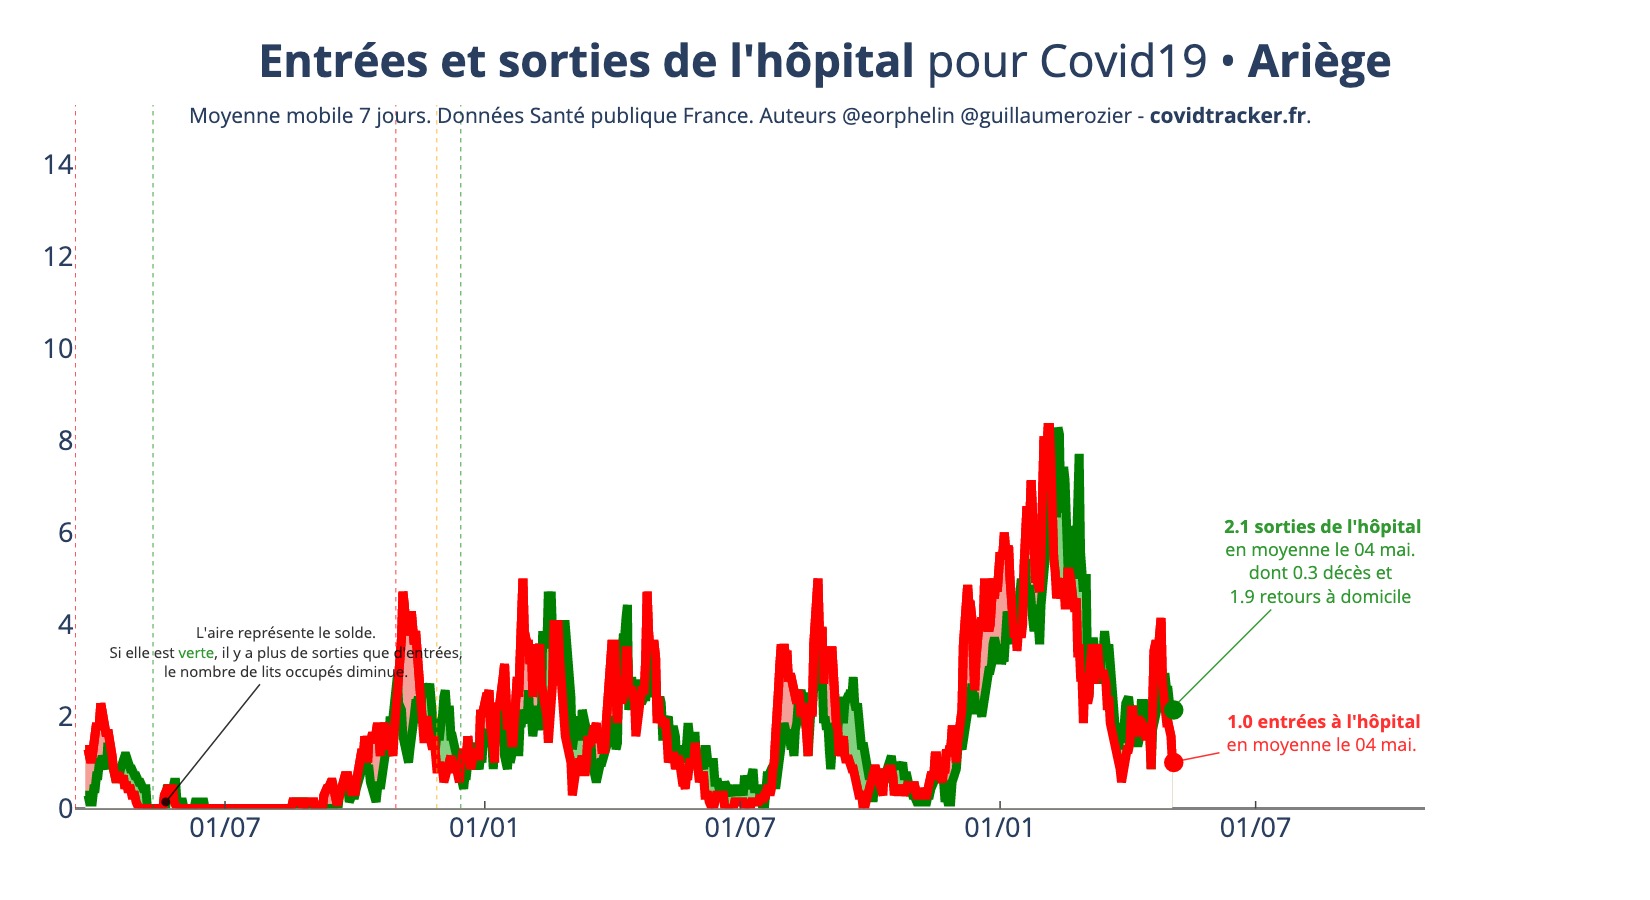 Entrées et sorties de l'hôpital pour Covid19 • Ariège
Moyenne mobile 7 jours. Données Santé publique France. Auteurs @eorphelin @guillaumerozier - covidtracker.fr.
14
12
10
8
6
4
2
0
L'aire représente le solde.
Si elle est verte, il y a plus de sorties que d'entrées,
le nombre de lits occupés diminue.
2.1 sorties de l'hôpital
en moyenne le 04 mai.
dont 0.3 décès et
1.9 retours à domicile
1.0 entrées à l'hôpital
en moyenne le 04 mai.
01/07 01/01 01/07 01/01 01/07